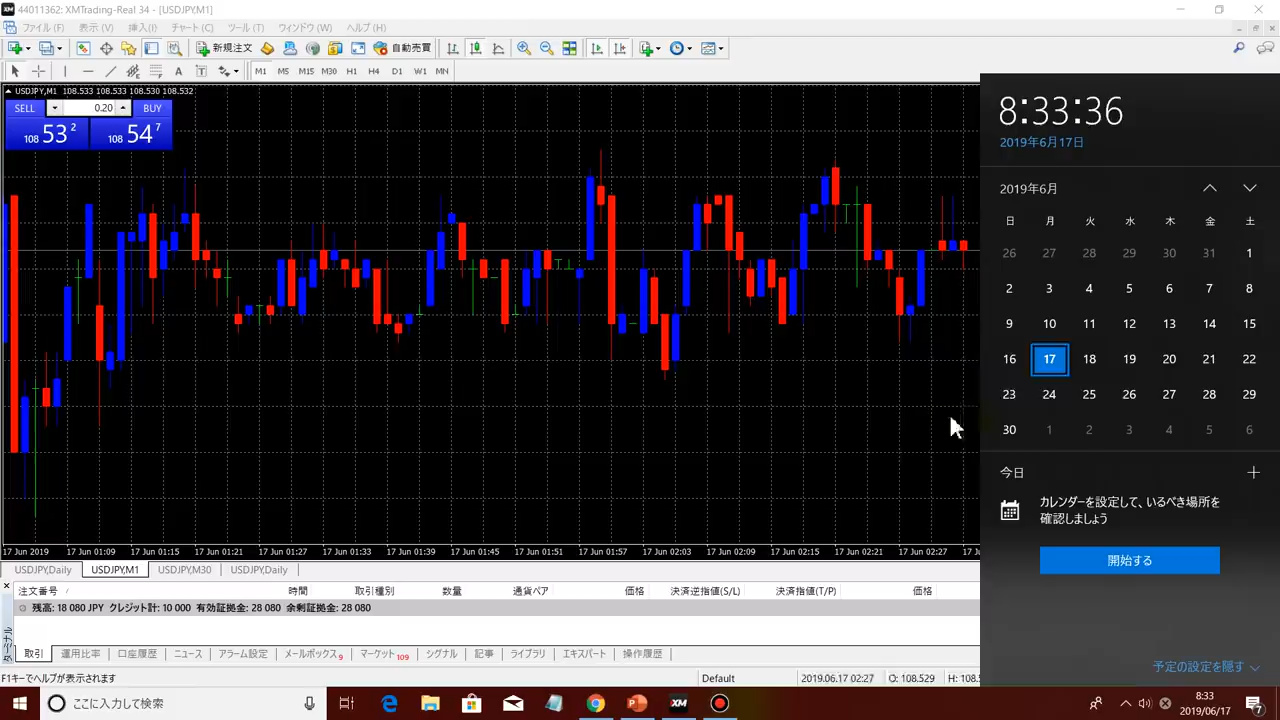 44011362: XMTrading-Real 34 - [USDJPY,M1]
ファイル (F) 表示 (V) 挿入(I) チャート (C) ツール (T) ウィンドウ (W) ヘルプ (H)
新規注文 自動売買
A T M1 M5 M15 M30 H1 H4 D1 W1 MN
USDJPY,M1 108.533 108.533 108.530 108.532
SELL 0.20 BUY
108 53 2 108 54 7
8:33:36
2019年6月17日
2019年6月
日 月 火 水 木 金 土
26 27 28 29 30 31 1
2 3 4 5 6 7 8
9 10 11 12 13 14 15
16 17 18 19 20 21 22
23 24 25 26 27 28 29
30 1 2 3 4 5 6
今日
カレンダーを設定して、いるべき場所を
確認しましょう
開始する
予定の設定を隠す
17 Jun 2019 17 Jun 01:09 17 Jun 01:15 17 Jun 01:21 17 Jun 01:27 17 Jun 01:33 17 Jun 01:39 17 Jun 01:45 17 Jun 01:51 17 Jun 01:57 17 Jun 02:03 17 Jun 02:09 17 Jun 02:15 17 Jun 02:21 17 Jun 02:27
USDJPY,Daily USDJPY,M1 USDJPY,M30 USDJPY,Daily
注文番号 時間 取引種別 数量 通貨ペア 価格 決済逆指値(S/L) 決済指値(T/P) 価格
残高: 18 080 JPY クレジット計: 10 000 有効証拠金: 28 080 余剰証拠金: 28 080
ターミナル
取引 運用比率 口座履歴 ニュース アラーム設定 メールボックス 9 マーケット 109 シグナル 記事 ライブラリ エキスパート 操作履歴
F1キーでヘルプが表示されます Default 2019.06.17 02:27 O: 108.529 H: 108.5
ここに入力して検索
XM
8:33
2019/06/17
7